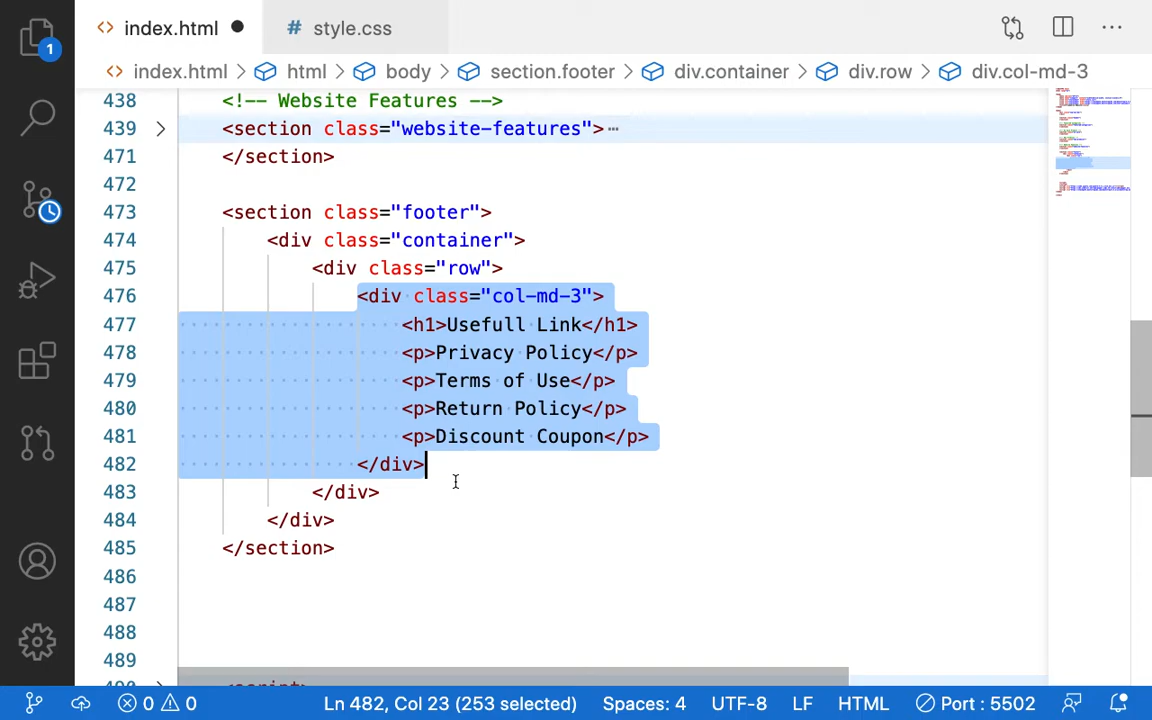 index.html
# style.css
index.html > html > body > section.footer > div.container > div.row > div.col-md-3
1
438 <!-- Website Features -->
439 <section class="website-features">…
471 </section>
472
473 <section class="footer">
474 <div class="container">
475 <div class="row">
476 <div class="col-md-3">
477 <h1>Usefull Link</h1>
478 <p>Privacy Policy</p>
479 <p>Terms of Use</p>
480 <p>Return Policy</p>
481 <p>Discount Coupon</p>
482 </div>
483 </div>
484 </div>
485 </section>
486
487
488
489
490 <script>
0 0 Ln 482, Col 23 (253 selected) Spaces: 4 UTF-8 LF HTML Port : 5502